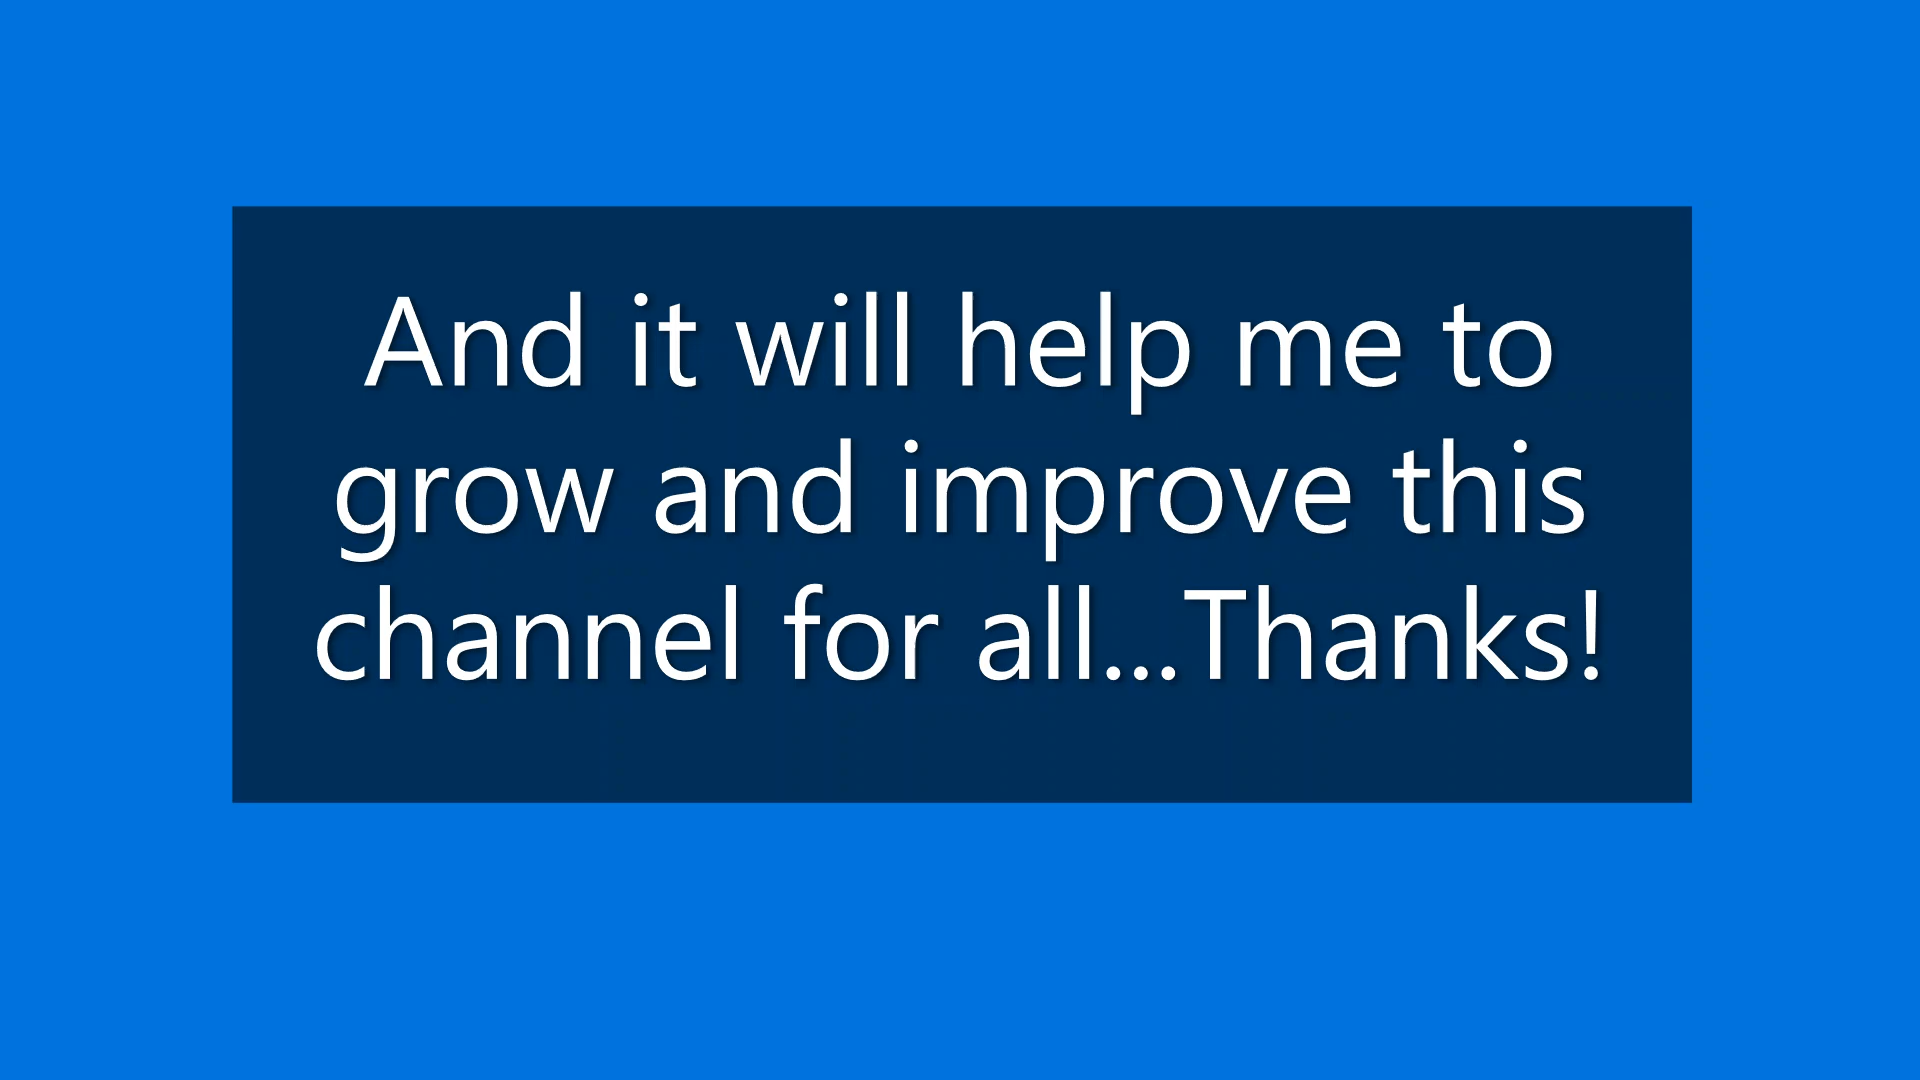 And it will help me to
grow and improve this
channel for all...Thanks!